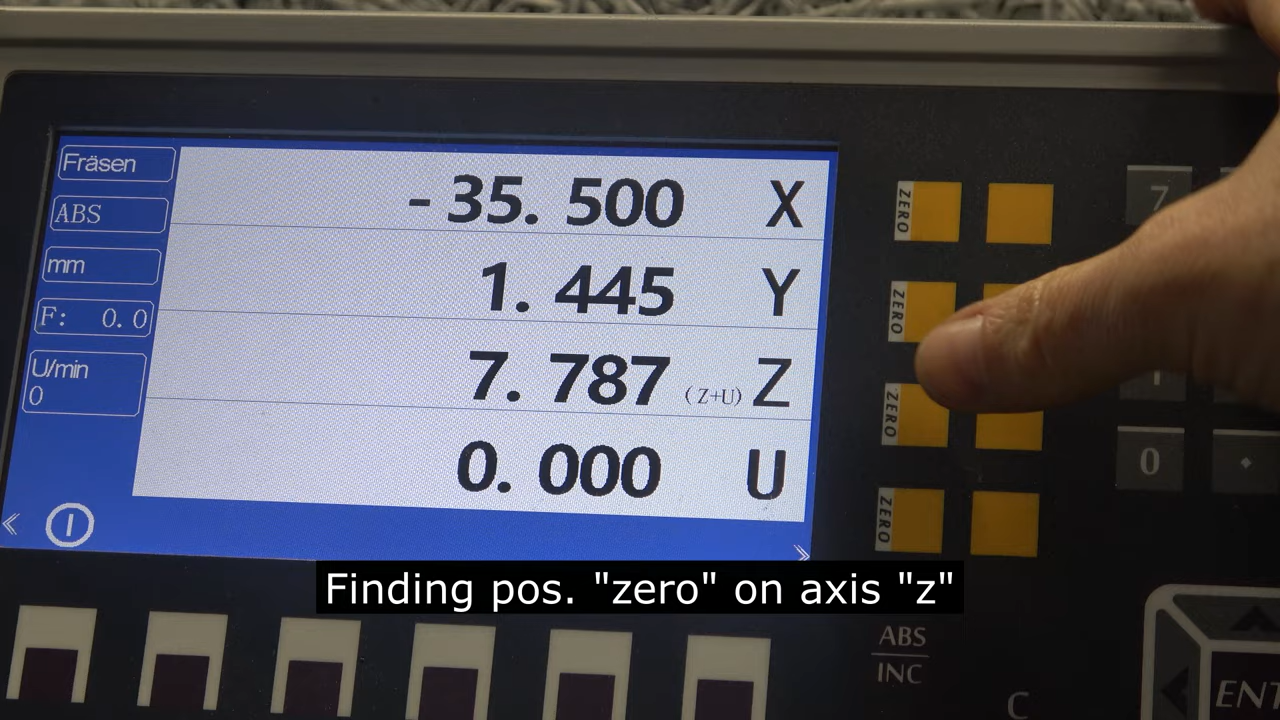 Fräsen
ABS
mm
F: 0.0
U/min
0
-35.500 X
1.445 Y
7.787 (Z+U) Z
0.000 U
ZERO
ZERO
ZERO
ZERO
7
0
Finding pos. "zero" on axis "z"
ABS
INC
C
ENT